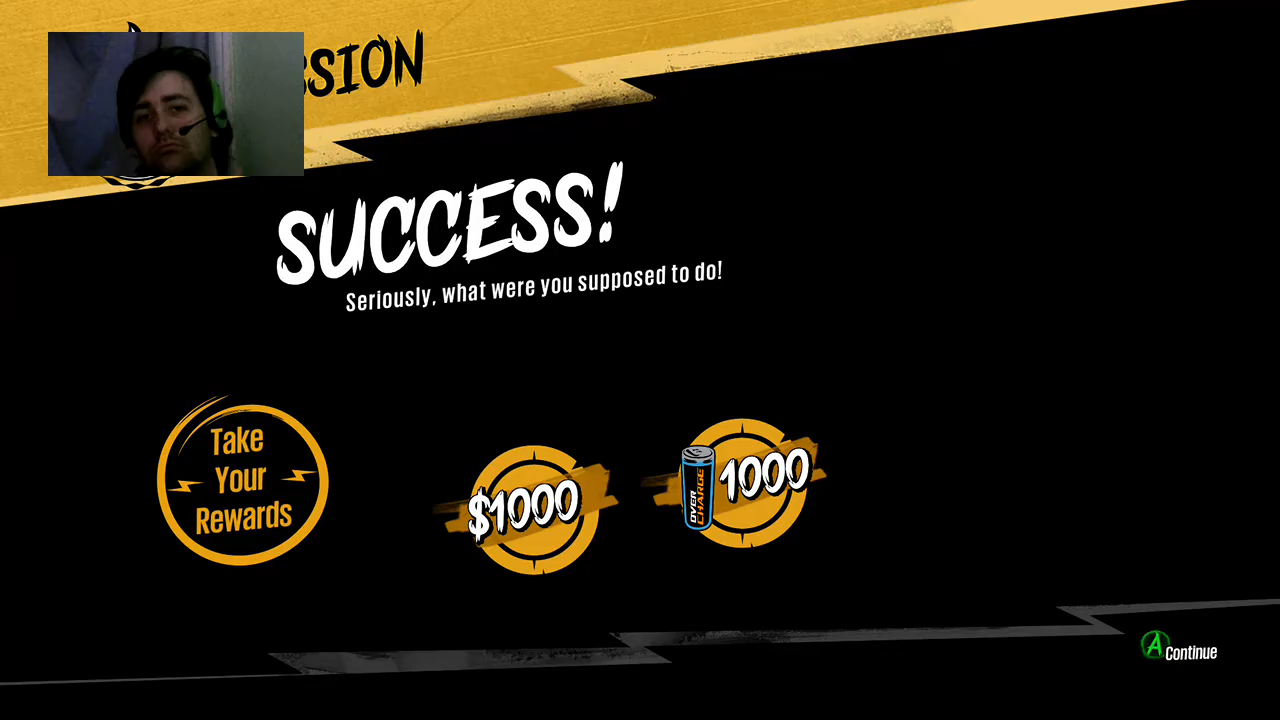 SSION
SUCCESS!
Seriously, what were you supposed to do!
Take
Your
Rewards
$1000
OVER
CHARGE
1000
A Continue